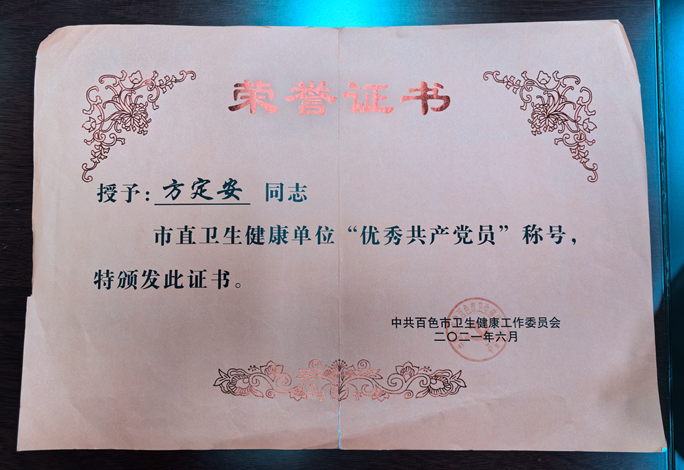 荣誉证书
授予：方定安 同志
市直卫生健康单位“优秀共产党员”称号，
特颁发此证书。
中共百色市卫生健康工作委员会
二〇二一年六月